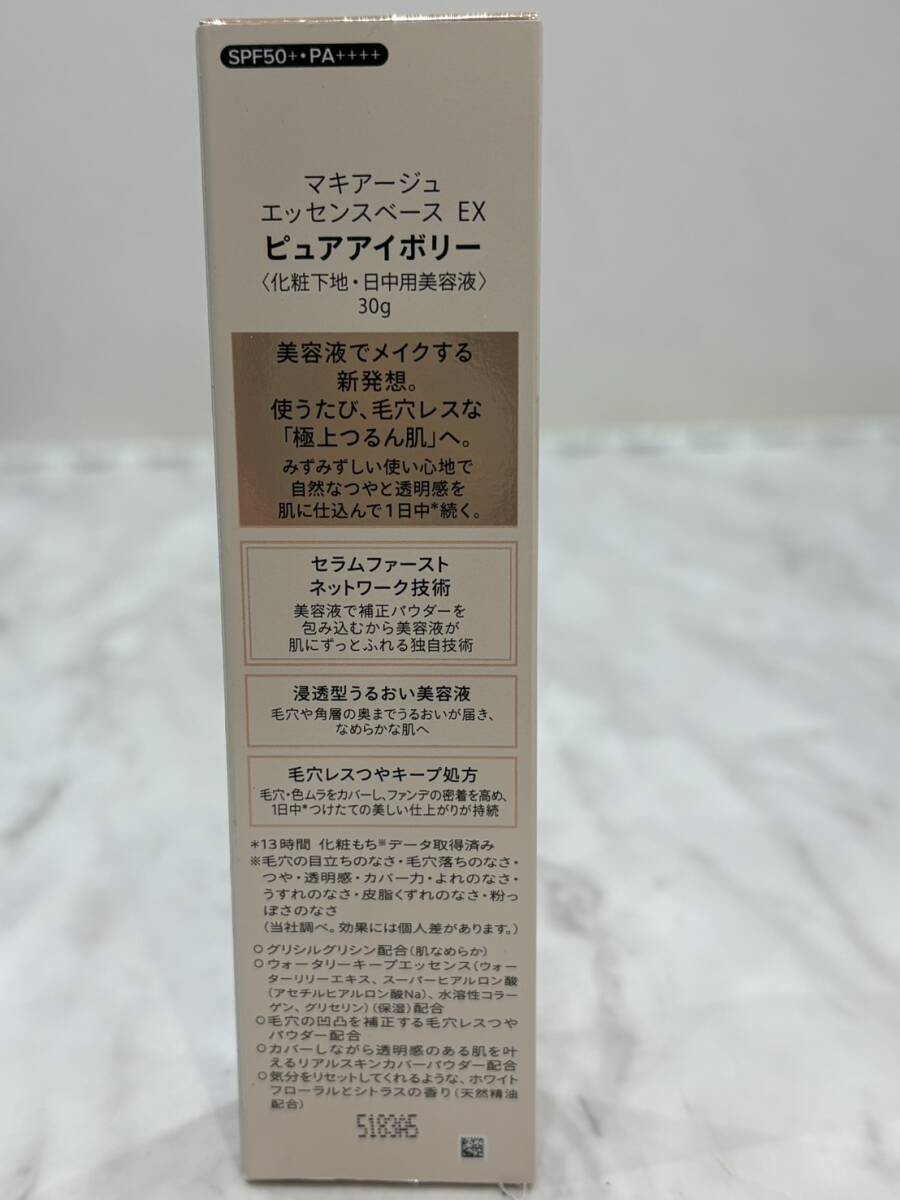 SPF50+・PA++++
マキアージュ
エッセンスベース EX
ピュアアイボリー
〈化粧下地・日中用美容液〉
30g
美容液でメイクする
新発想。
使うたび、毛穴レスな
「極上つるん肌」へ。
みずみずしい使い心地で
自然なつやと透明感を
肌に仕込んで1日中*続く。
セラムファースト
ネットワーク技術
美容液で補正パウダーを
包み込むから美容液が
肌にずっとふれる独自技術
浸透型うるおい美容液
毛穴や角層の奥までうるおいが届き、
なめらかな肌へ
毛穴レスつやキープ処方
毛穴・色ムラをカバーし、ファンデの密着を高め、
1日中*つけたての美しい仕上がりが持続
*13時間 化粧もち※データ取得済み
※毛穴の目立ちのなさ・毛穴落ちのなさ・
つや・透明感・カバー力・よれのなさ・
うすれのなさ・皮脂くずれのなさ・粉っ
ぽさのなさ
(当社調べ。効果には個人差があります。)
○グリシルグリシン配合(肌なめらか)
○ウォータリーキープエッセンス(ウォー
ターリリーエキス、スーパーヒアルロン酸
(アセチルヒアルロン酸Na)、水溶性コラー
ゲン、グリセリン)(保湿)配合
○毛穴の凹凸を補正する毛穴レスつや
パウダー配合
○カバーしながら透明感のある肌を叶
えるリアルスキンカバーパウダー配合
○気分をリセットしてくれるような、ホワイト
フローラルとシトラスの香り(天然精油
配合)
5183A5